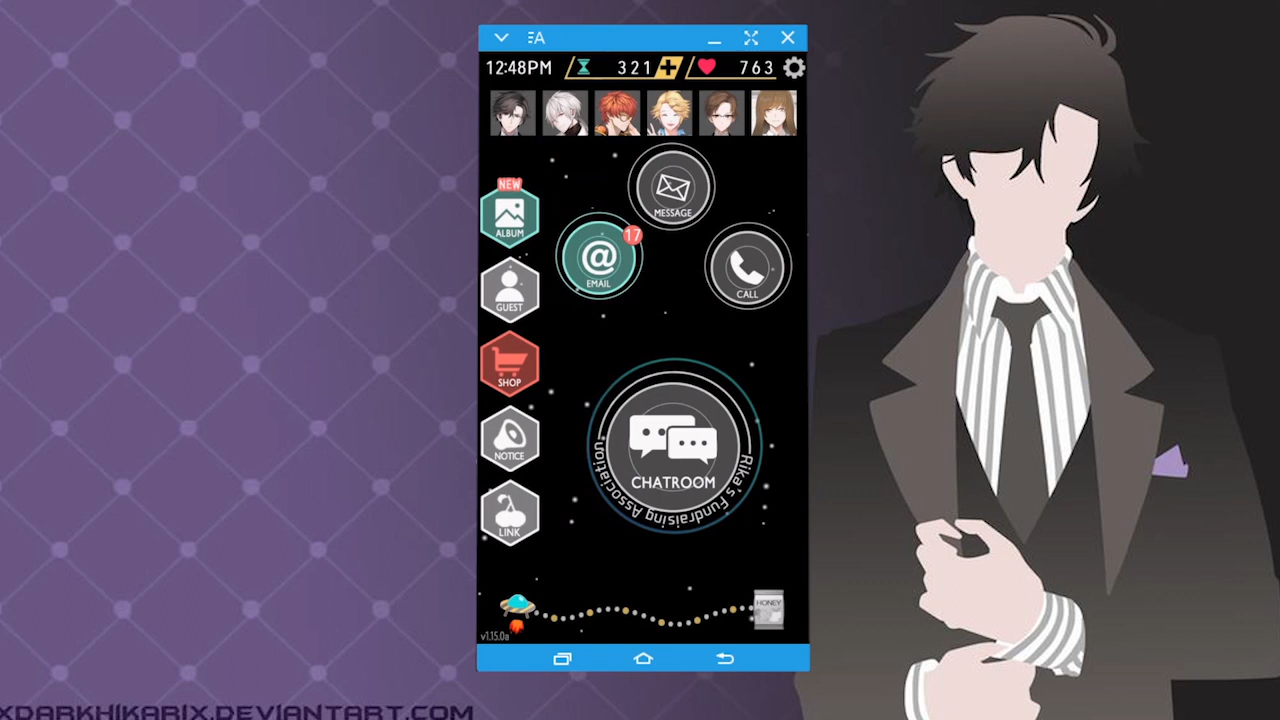 A
12:48PM 321 763
NEW
ALBUM
MESSAGE
17
@
EMAIL
GUEST
CALL
SHOP
CHATROOM
Rika's Fundraising Association
NOTICE
LINK
HONEY
v1.15.0a
XDARKHIKARIX.DEVIANTART.COM